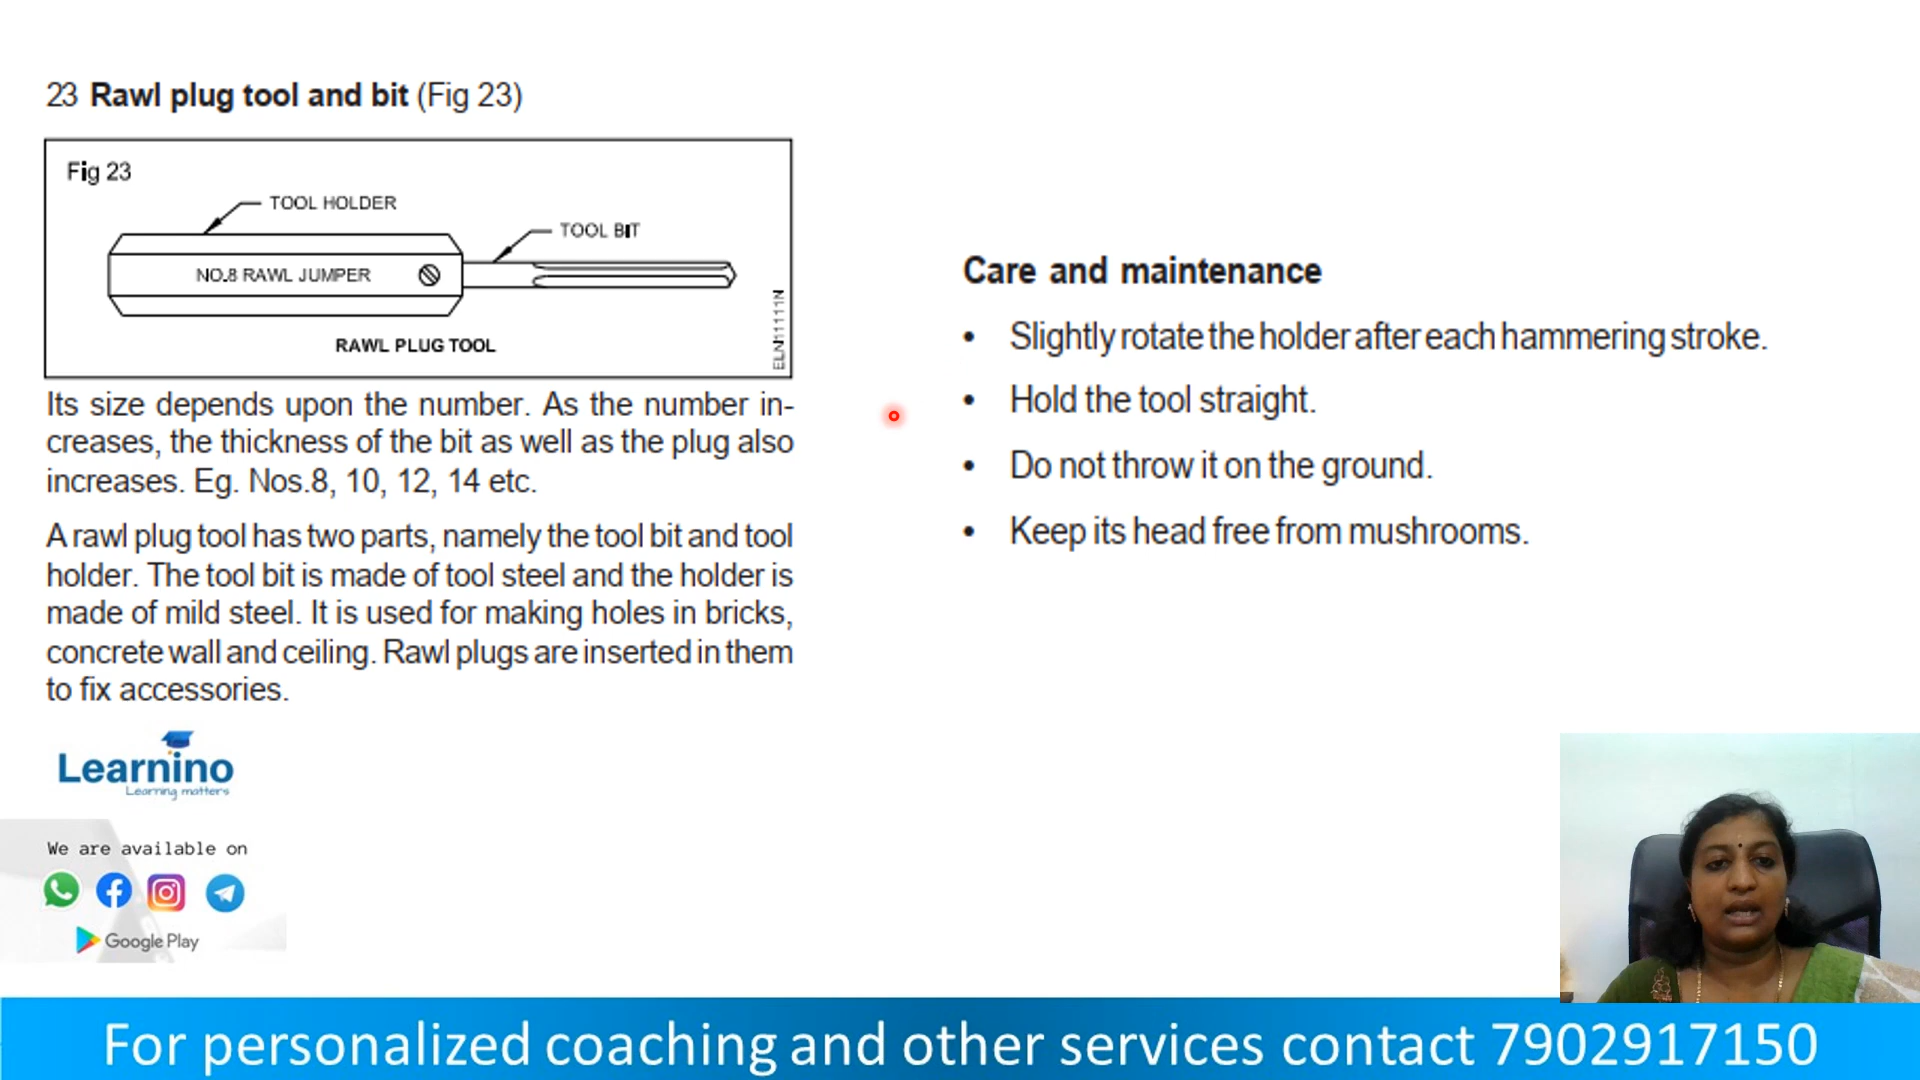 23 Rawl plug tool and bit (Fig 23)
Fig 23
TOOL HOLDER
TOOL BIT
NO.8 RAWL JUMPER
RAWL PLUG TOOL
ELN11111N
Its size depends upon the number. As the number in-
creases, the thickness of the bit as well as the plug also
increases. Eg. Nos.8, 10, 12, 14 etc.
A rawl plug tool has two parts, namely the tool bit and tool
holder. The tool bit is made of tool steel and the holder is
made of mild steel. It is used for making holes in bricks,
concrete wall and ceiling. Rawl plugs are inserted in them
to fix accessories.
Care and maintenance
• Slightly rotate the holder after each hammering stroke.
• Hold the tool straight.
• Do not throw it on the ground.
• Keep its head free from mushrooms.
Learnino
Learning matters
We are available on
Google Play
For personalized coaching and other services contact 7902917150